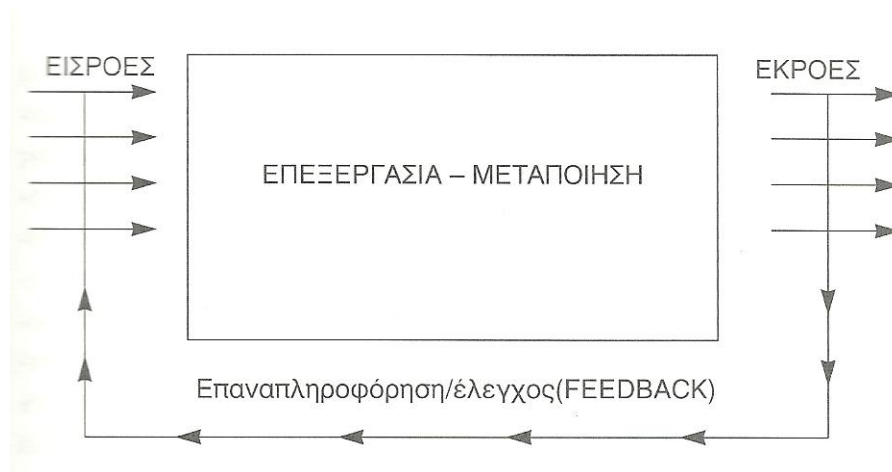 ΕΙΣΡΟΕΣ
ΕΚΡΟΕΣ
ΕΠΕΞΕΡΓΑΣΙΑ – ΜΕΤΑΠΟΙΗΣΗ
Επαναπληροφόρηση/έλεγχος(FEEDBACK)